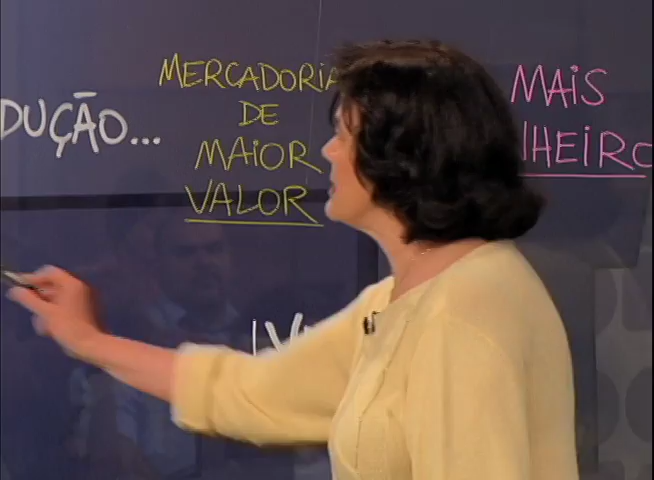 DUÇÃO...
MERCADORIA
DE
MAIOR
VALOR
MAIS
HEIRO